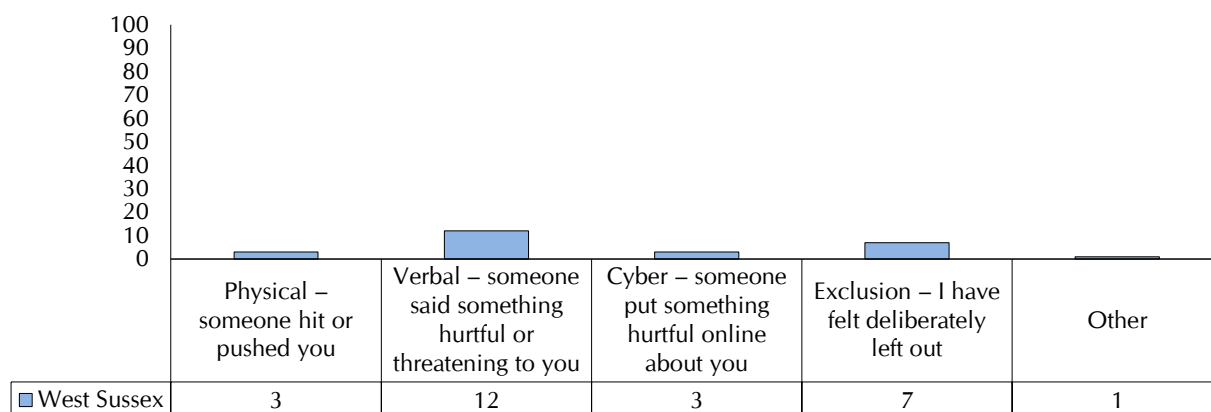 100
90
80
70
60
50
40
30
20
10
0
Physical –
someone hit or
pushed you
Verbal – someone
said something
hurtful or
threatening to you
Cyber – someone
put something
hurtful online
about you
Exclusion – I have
felt deliberately
left out
Other
West Sussex 3 12 3 7 1